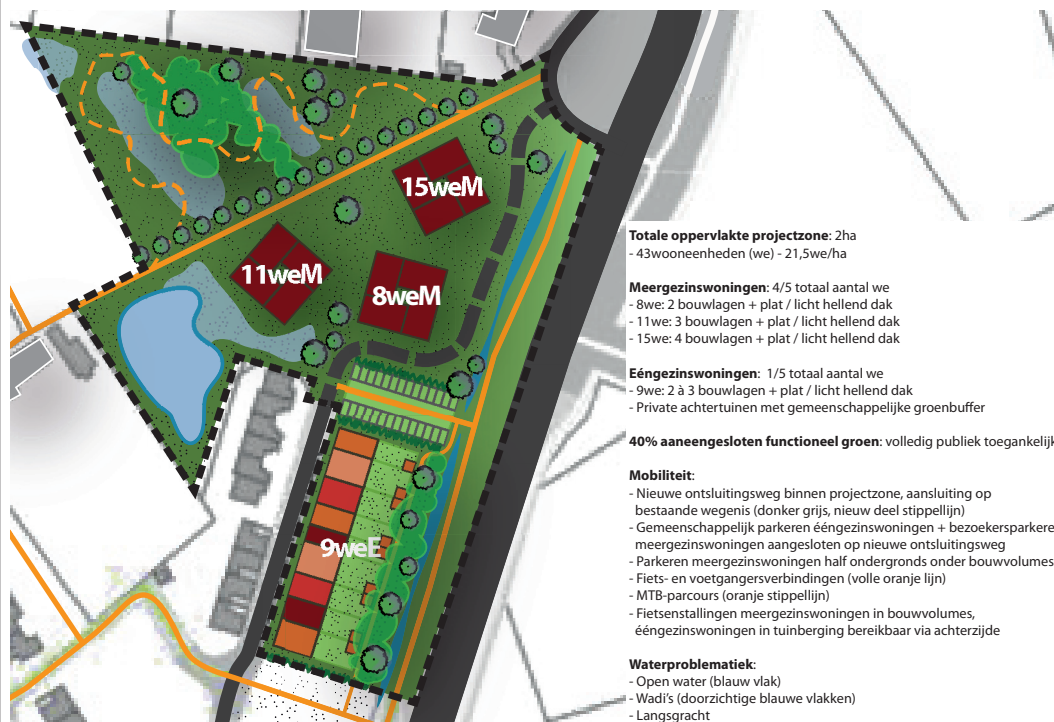 15weM
11weM
8weM
9weE
Totale oppervlakte projectzone: 2ha
- 43wooneenheden (we) - 21,5we/ha
Meergezinswoningen: 4/5 totaal aantal we
- 8we: 2 bouwlagen + plat / licht hellend dak
- 11we: 3 bouwlagen + plat / licht hellend dak
- 15we: 4 bouwlagen + plat / licht hellend dak
Eéngezinswoningen: 1/5 totaal aantal we
- 9we: 2 à 3 bouwlagen + plat / licht hellend dak
- Private achtertuinen met gemeenschappelijke groenbuffer
40% aaneengesloten functioneel groen: volledig publiek toegankelijk
Mobiliteit:
- Nieuwe ontsluitingsweg binnen projectzone, aansluiting op
bestaande wegenis (donker grijs, nieuw deel stippellijn)
- Gemeenschappelijk parkeren ééngezinswoningen + bezoekersparkere
meergezinswoningen aangesloten op nieuwe ontsluitingsweg
- Parkeren meergezinswoningen half ondergronds onder bouwvolumes
- Fiets- en voetgangersverbindingen (volle oranje lijn)
- MTB-parcours (oranje stippellijn)
- Fietsenstallingen meergezinswoningen in bouwvolumes,
ééngezinswoningen in tuinberging bereikbaar via achterzijde
Waterproblematiek:
- Open water (blauw vlak)
- Wadi's (doorzichtige blauwe vlakken)
- Langsgracht